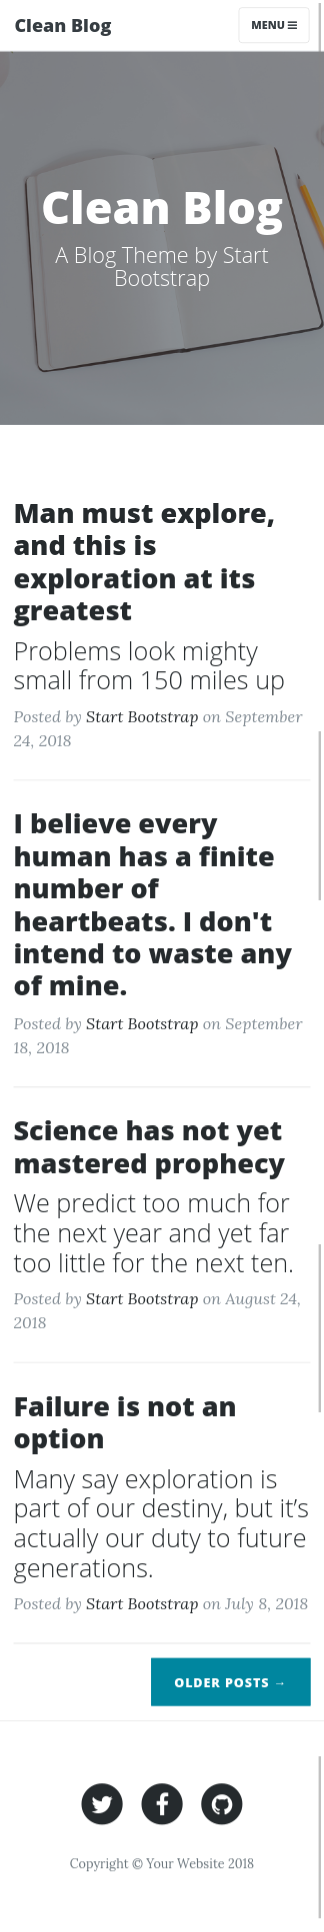 Clean Blog
MENU
Clean Blog
A Blog Theme by Start
Bootstrap
Man must explore,
and this is
exploration at its
greatest
Problems look mighty
small from 150 miles up
Posted by Start Bootstrap on September
24, 2018
I believe every
human has a finite
number of
heartbeats. I don't
intend to waste any
of mine.
Posted by Start Bootstrap on September
18, 2018
Science has not yet
mastered prophecy
We predict too much for
the next year and yet far
too little for the next ten.
Posted by Start Bootstrap on August 24,
2018
Failure is not an
option
Many say exploration is
part of our destiny, but it’s
actually our duty to future
generations.
Posted by Start Bootstrap on July 8, 2018
OLDER POSTS →
Copyright © Your Website 2018